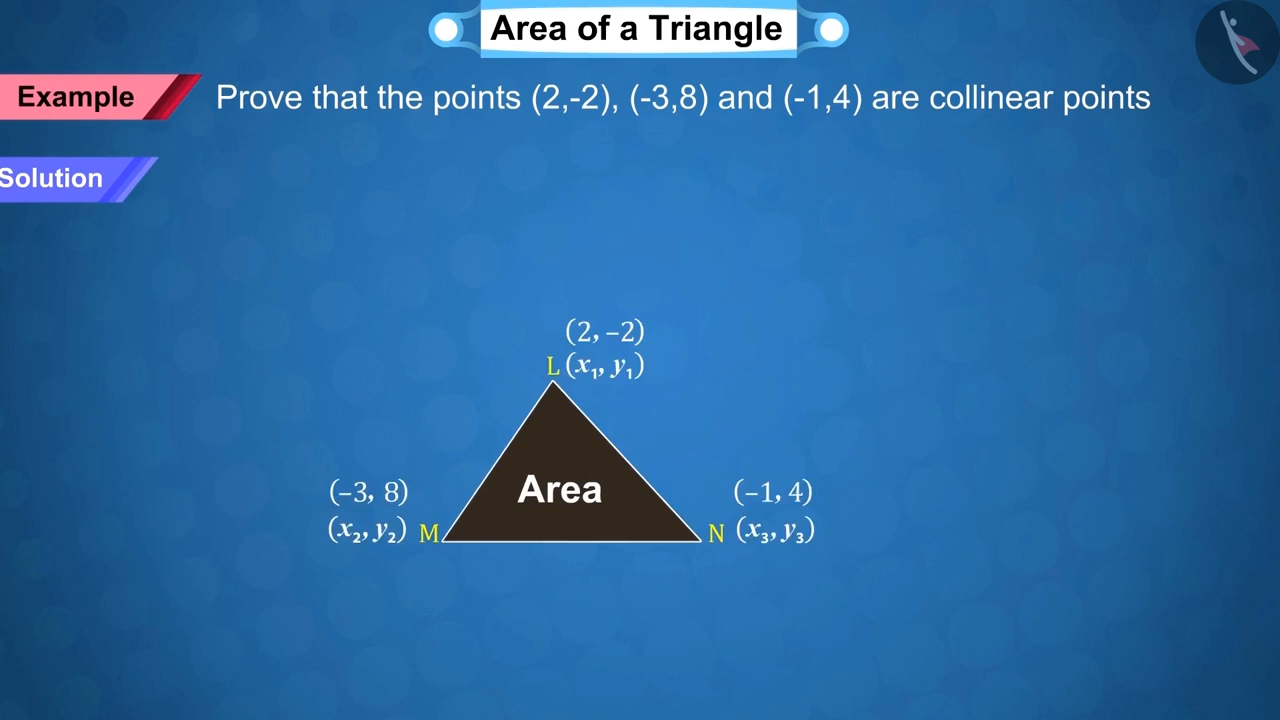 Area of a Triangle
Example
Prove that the points (2,-2), (-3,8) and (-1,4) are collinear points
Solution
(2, –2)
L (x₁, y₁)
Area
(–3, 8)
(x₂, y₂) M
(–1, 4)
N (x₃, y₃)